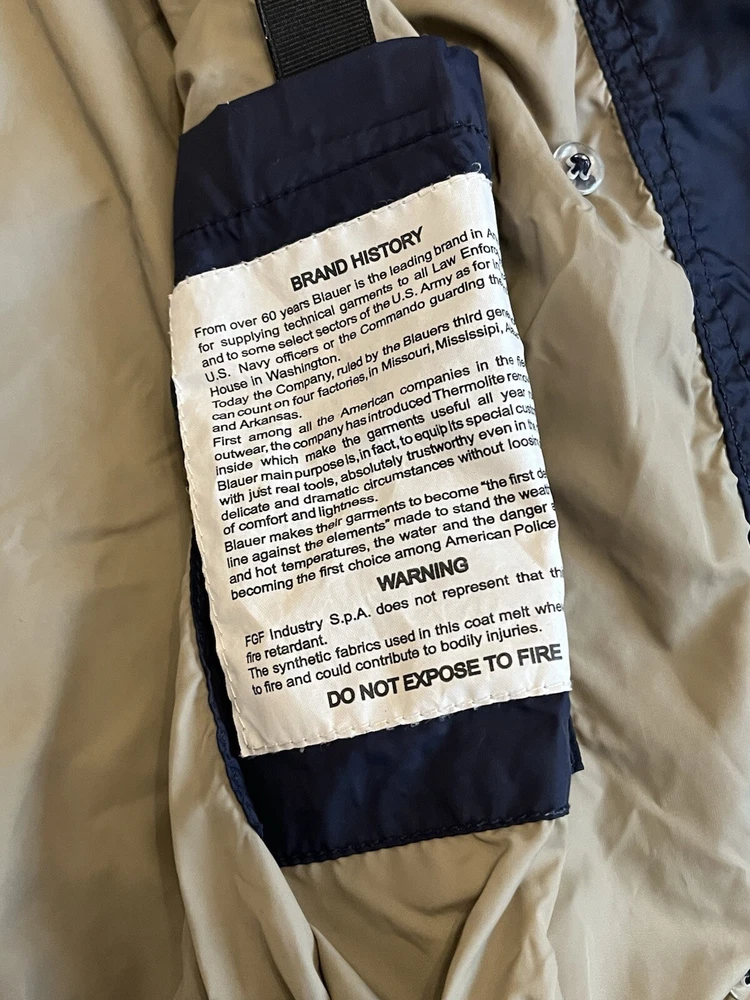 BRAND HISTORY
From over 60 years Blauer is the leading brand in
for supplying technical garments to all Law
and to some select sectors of the U.S. Army as for
U.S. Navy officers or the Commando guarding the
House in Washington.
Today the Company, ruled by the Blauers third
can count on four factories, in Missouri, Mississipi,
and Arkansas.
First among all the American companies in the
outwear, the company has introduced Thermolite
inside which make the garments useful all year
Blauer main purpose is, in fact, to equip its special
with just real tools, absolutely trustworthy even in
delicate and dramatic circumstances without
of comfort and lightness.
Blauer makes their garments to become "the first
line against the elements" made to stand the
and hot temperatures, the water and the danger
becoming the first choice among American Police
WARNING
FGF Industry S.p.A. does not represent that
fire retardant.
The synthetic fabrics used in this coat melt
to fire and could contribute to bodily injuries.
DO NOT EXPOSE TO FIRE